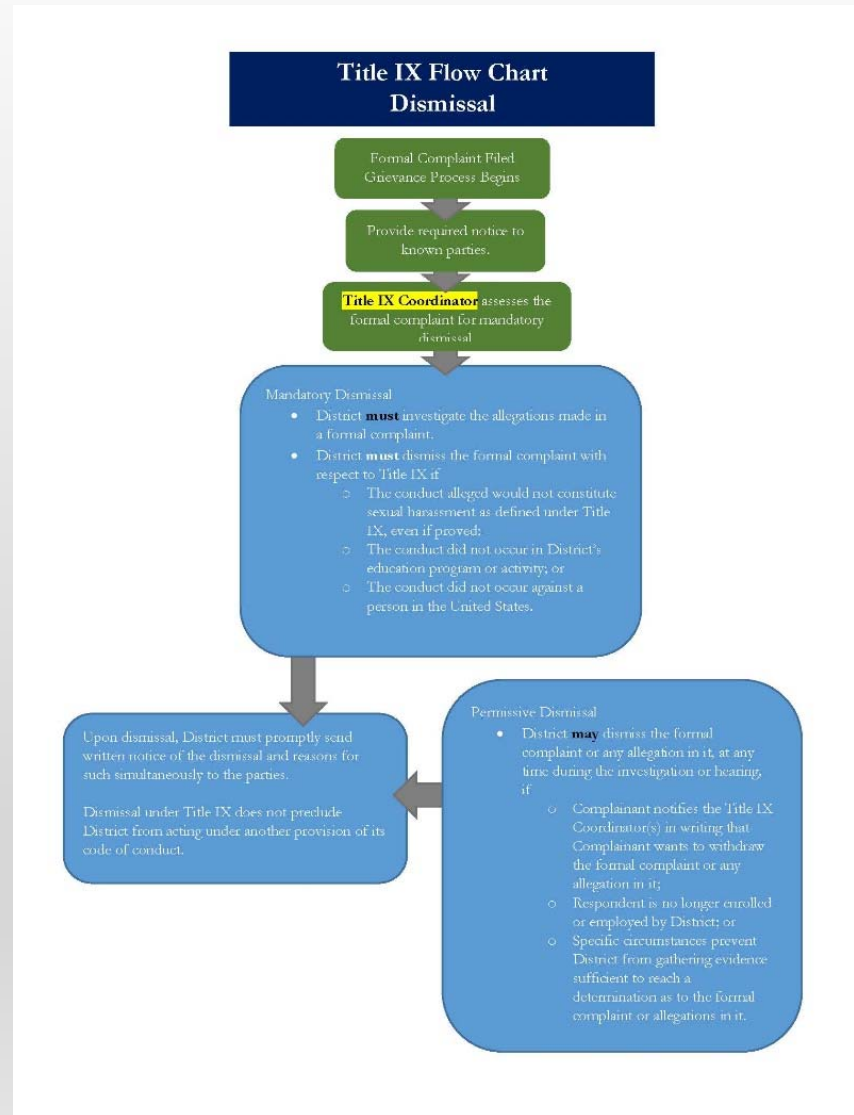 Title IX Flow Chart
Dismissal
Formal Complaint Filed
Grievance Process Begins
Provide required notice to
known parties.
Title IX Coordinator assesses the
formal complaint for mandatory
dismissal
Mandatory Dismissal
• District must investigate the allegations made in
a formal complaint.
• District must dismiss the formal complaint with
respect to Title IX if
o The conduct alleged would not constitute
sexual harassment as defined under Title
IX, even if proved;
o The conduct did not occur in District's
education program or activity; or
o The conduct did not occur against a
person in the United States.
Upon dismissal, District must promptly send
written notice of the dismissal and reasons for
such simultaneously to the parties.
Dismissal under Title IX does not preclude
District from acting under another provision of its
code of conduct.
Permissive Dismissal
• District may dismiss the formal
complaint or any allegation in it, at any
time during the investigation or hearing,
if
o Complainant notifies the Title IX
Coordinator(s) in writing that
Complainant wants to withdraw
the formal complaint or any
allegation in it;
o Respondent is no longer enrolled
or employed by District; or
o Specific circumstances prevent
District from gathering evidence
sufficient to reach a
determination as to the formal
complaint or allegations in it.